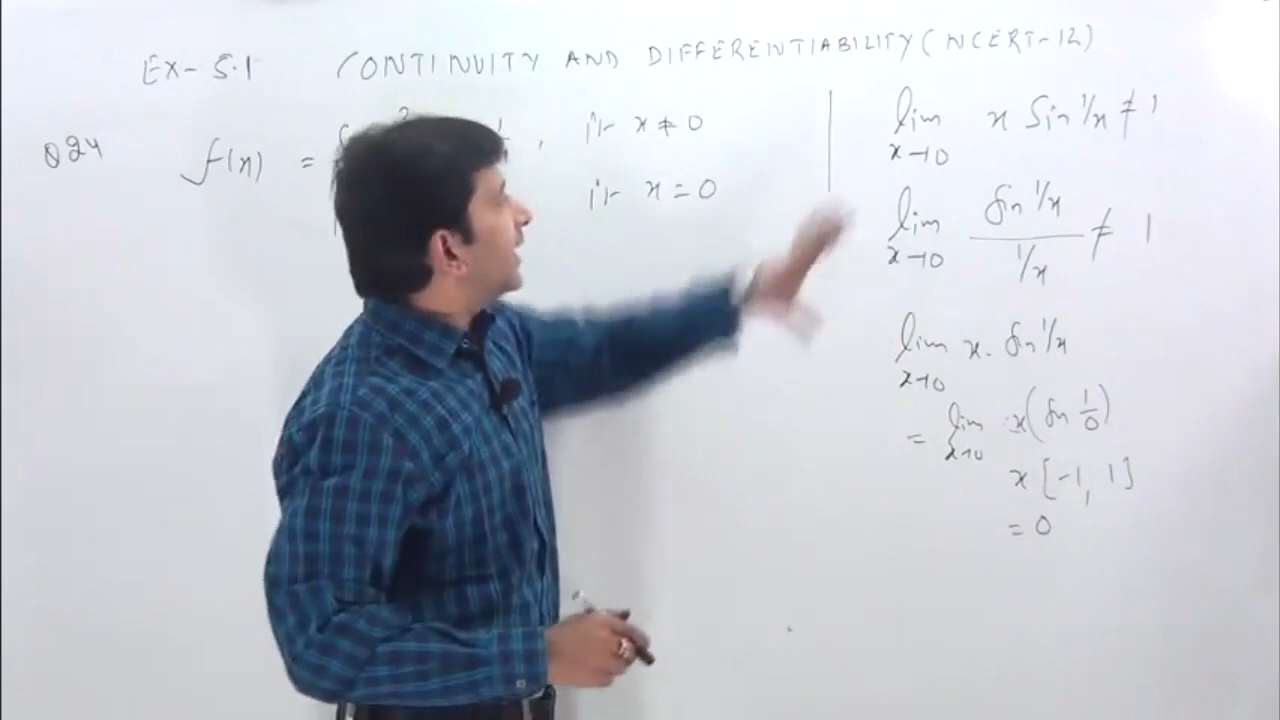 EX-5.1 CONTINUITY AND DIFFERENTIABILITY (NCERT-12)
Q24 f(x) = 2 , if x ≠ 0
if x = 0
lim x→0 x Sin 1/x ≠ 1
lim x→0 Sin 1/x / 1/x ≠ 1
lim x→0 x. Sin 1/x
= lim x→0 x(Sin 1/0)
x [-1, 1]
= 0